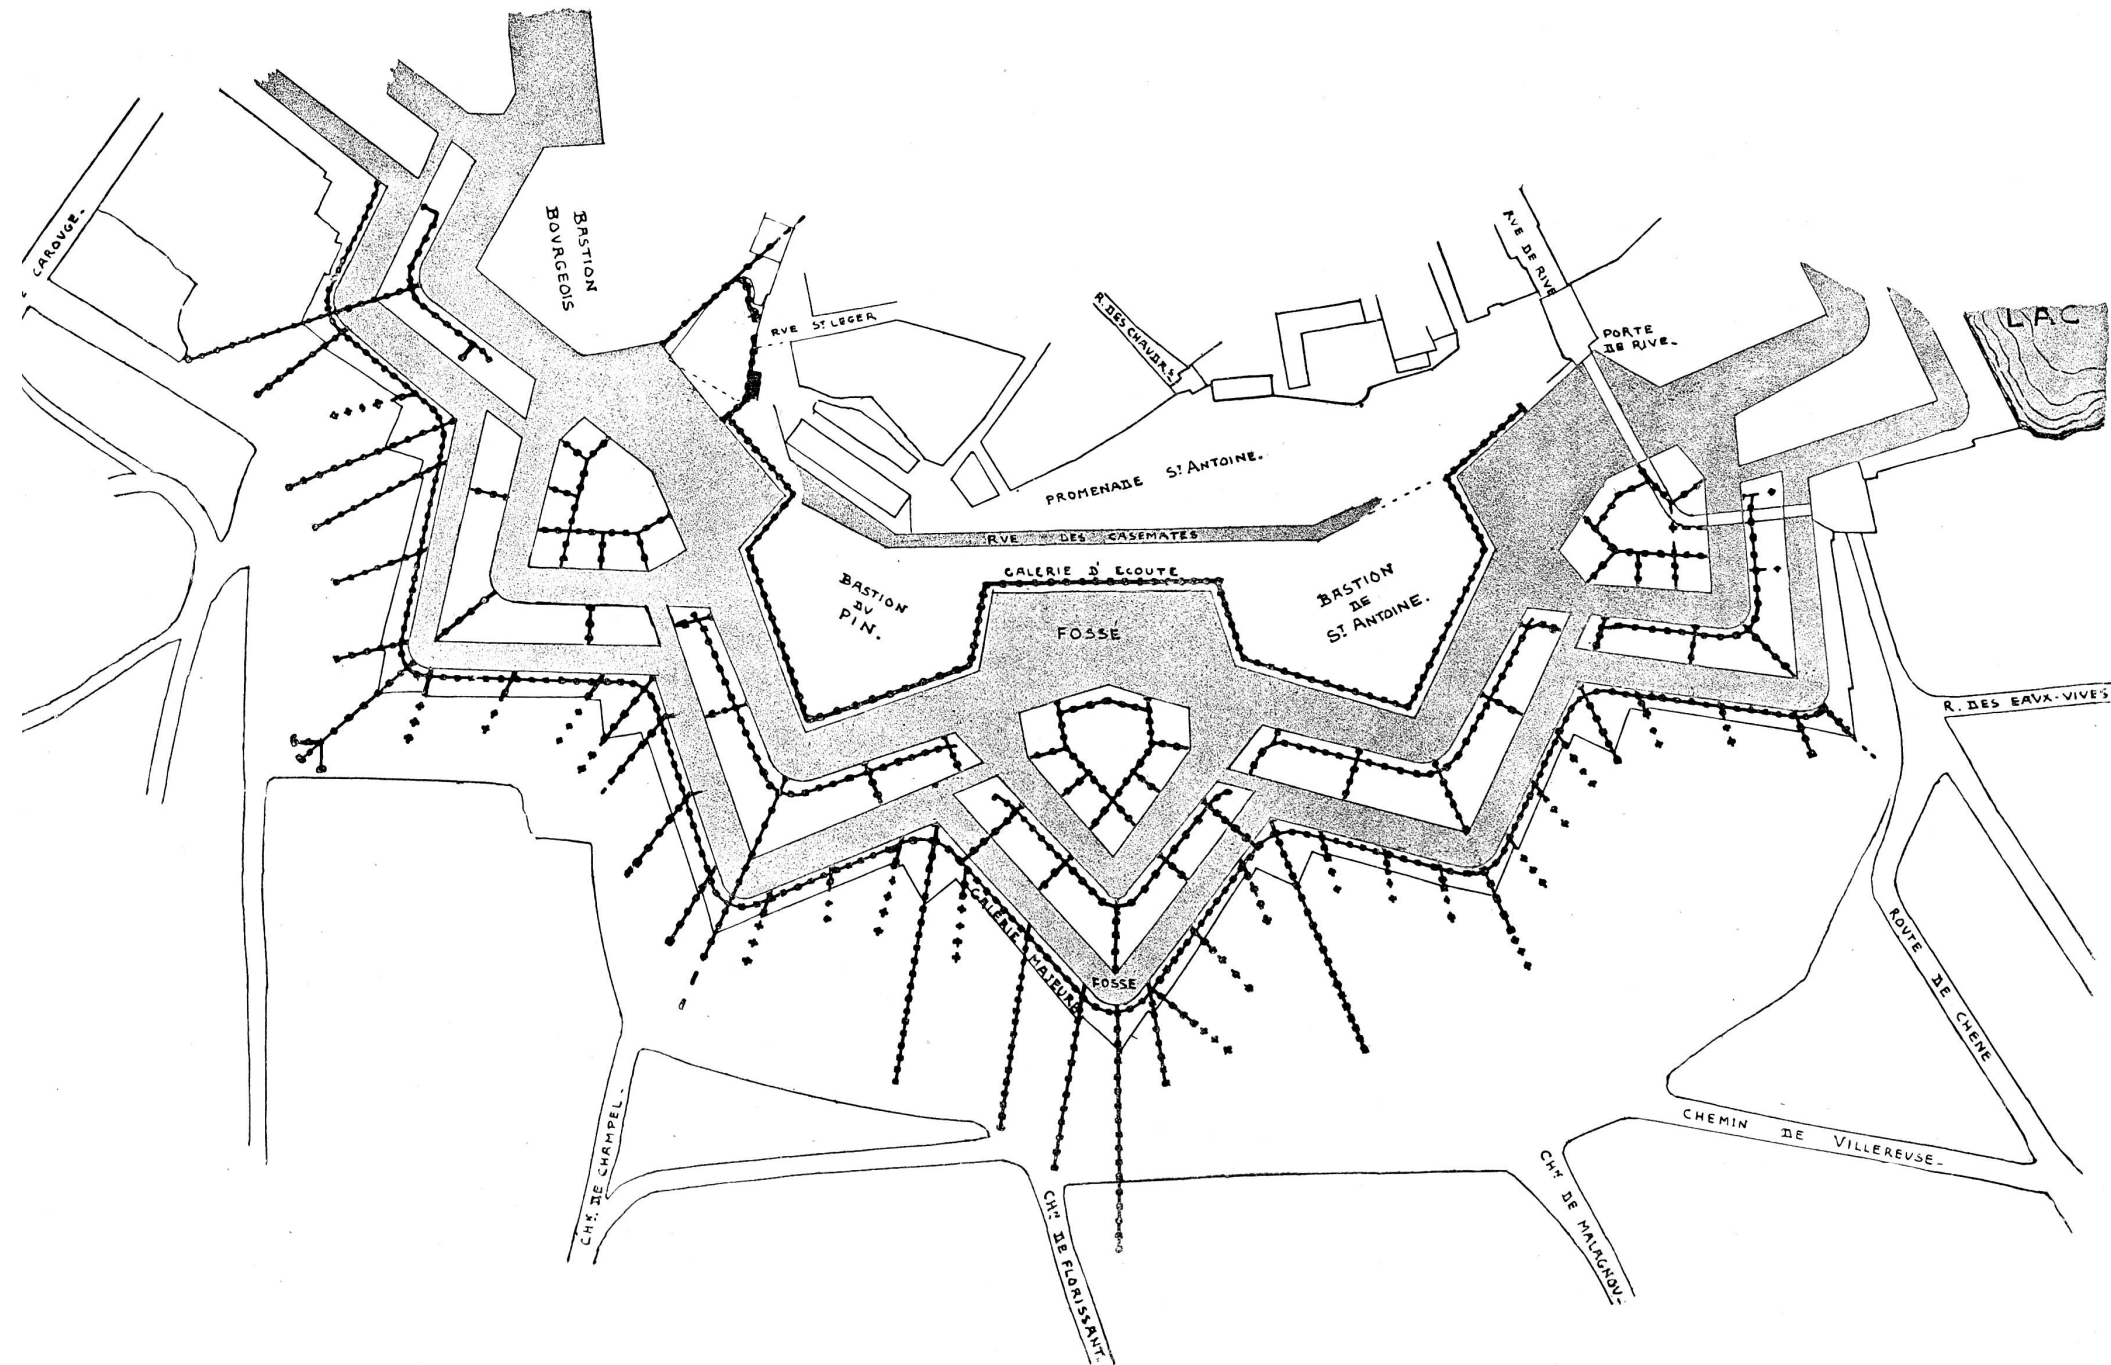 CAROUGE.
BASTION
BOURGEOIS
RUE ST LEGER
R. DES CHAUDRS.
RUE DE RIVE
PORTE
DE RIVE.
LAC
PROMENADE ST ANTOINE.
RUE DES CASEMATES
GALERIE D'ECOUTE
BASTION
DU
PIN.
FOSSÉ
BASTION
DE
ST ANTOINE.
R. DES EAUX-VIVES
GALERIE MAJEURE
FOSSÉ
ROUTE DE CHENE
CHEMIN DE VILLEREUSE.
CHN. DE CHAMPEL.
CHN DE FLORISSANT.
CHN DE MALAGNOU.